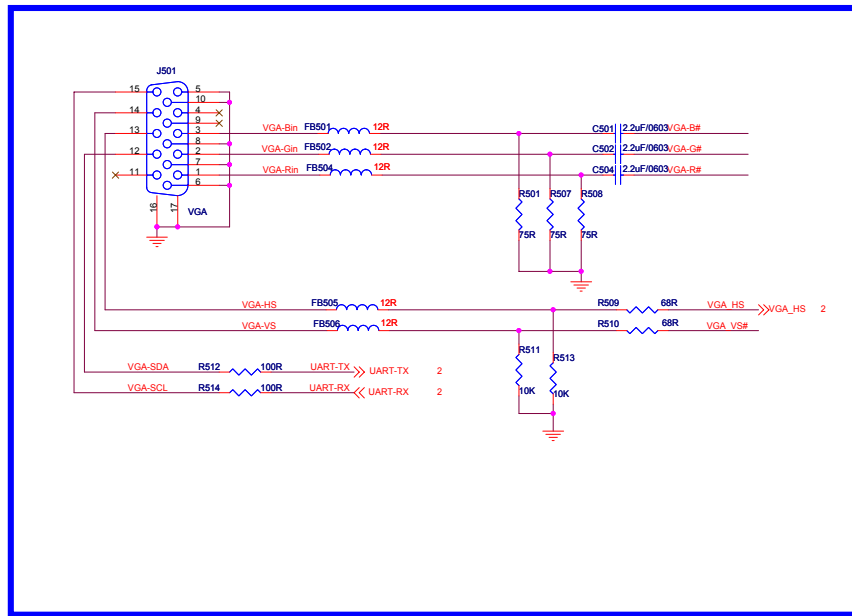 J501
15 5
10
14 4
9
13 3 VGA-Bin FB501 12R C501 2.2uF/0603 VGA-B#
8
12 2 VGA-Gin FB502 12R C502 2.2uF/0603 VGA-G#
7
11 1 VGA-Rin FB504 12R C504 2.2uF/0603 VGA-R#
6
R501 R507 R508
16 17 VGA
75R 75R 75R
VGA-HS FB505 12R R509 68R VGA_HS VGA_HS 2
VGA-VS FB506 12R R510 68R VGA_VS#
R511 R513
VGA-SDA R512 100R UART-TX UART-TX 2
VGA-SCL R514 100R UART-RX UART-RX 2
10K 10K